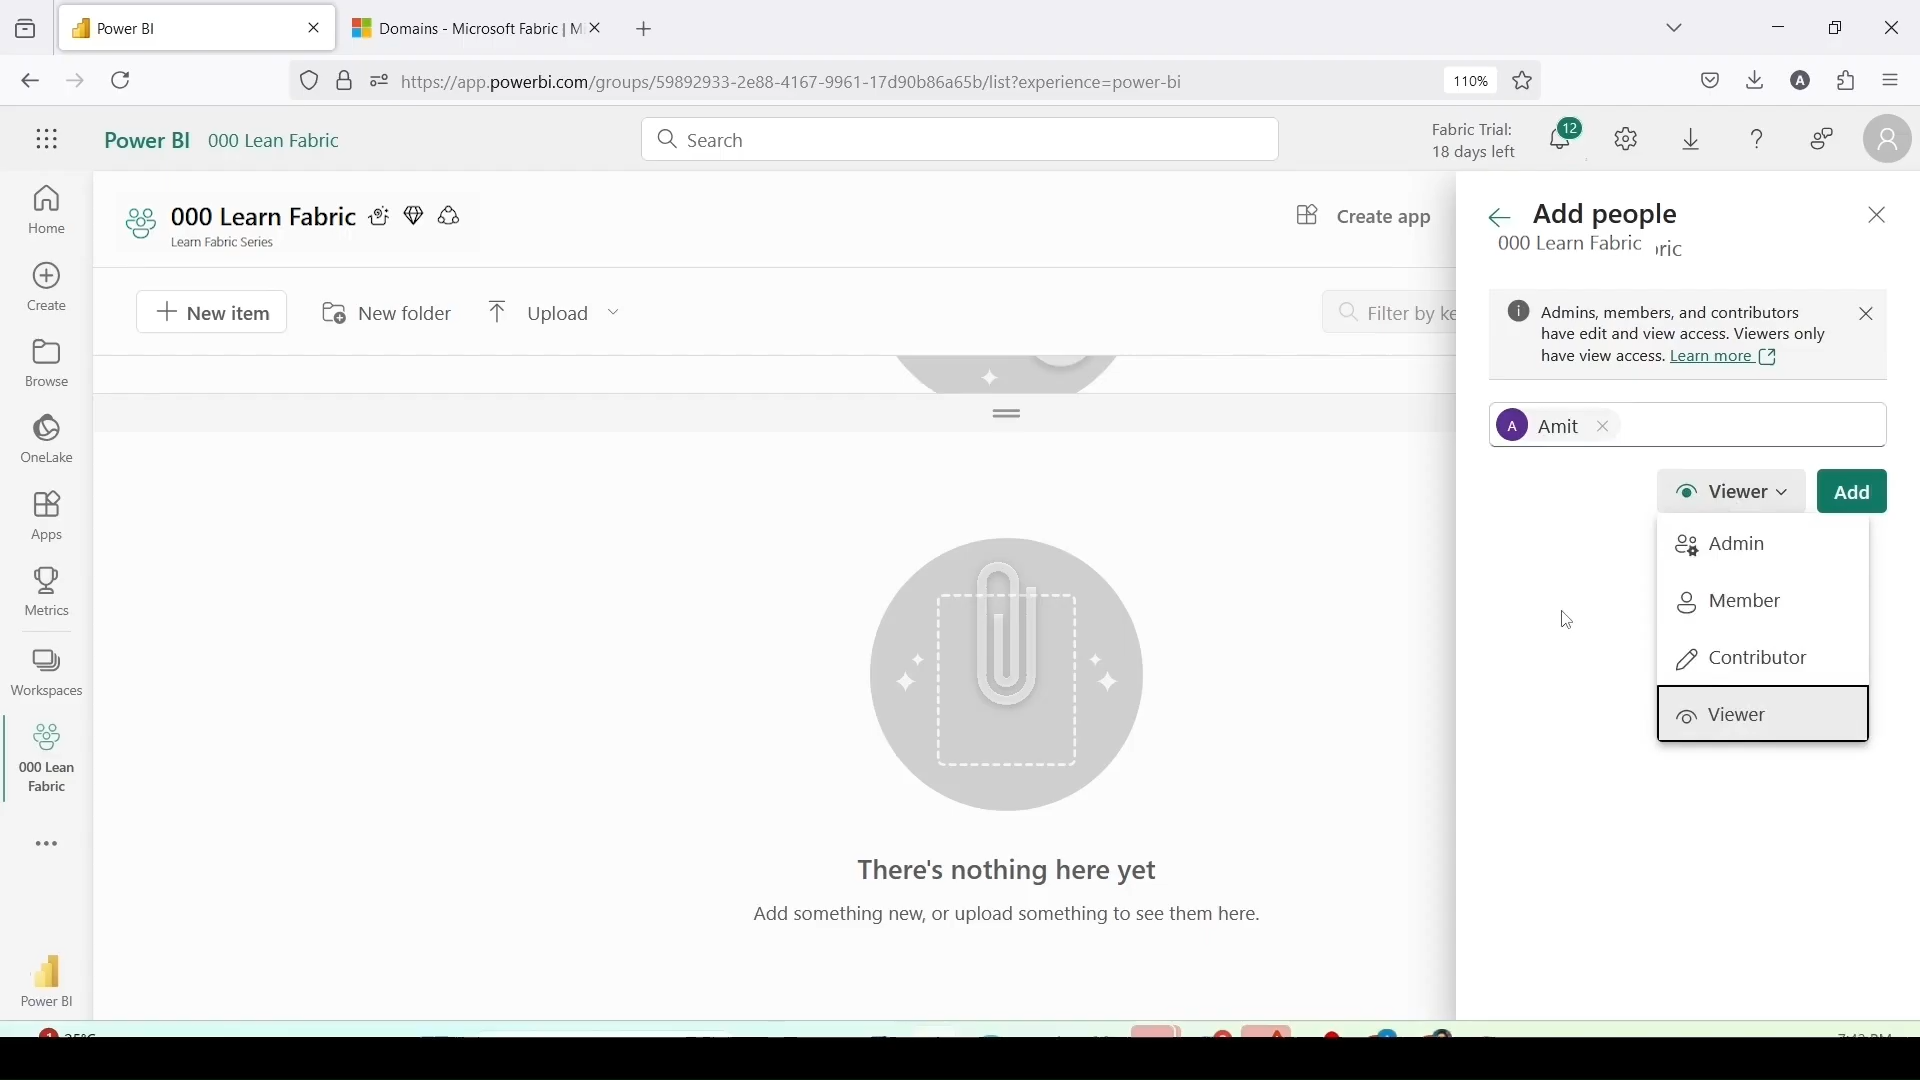 Power BI
Domains - Microsoft Fabric | M
https://app.powerbi.com/groups/59892933-2e88-4167-9961-17d90b86a65b/list?experience=power-bi
110%
A
Power BI
000 Lean Fabric
Search
Fabric Trial:
18 days left
12
Home
Create
Browse
OneLake
Apps
Metrics
Workspaces
000 Lean
Fabric
Power BI
000 Learn Fabric
Learn Fabric Series
Create app
New item
New folder
Upload
Filter by ke
There's nothing here yet
Add something new, or upload something to see them here.
Add people
000 Learn Fabric
ric
Admins, members, and contributors
have edit and view access. Viewers only
have view access. Learn more
A
Amit
Viewer
Add
Admin
Member
Contributor
Viewer